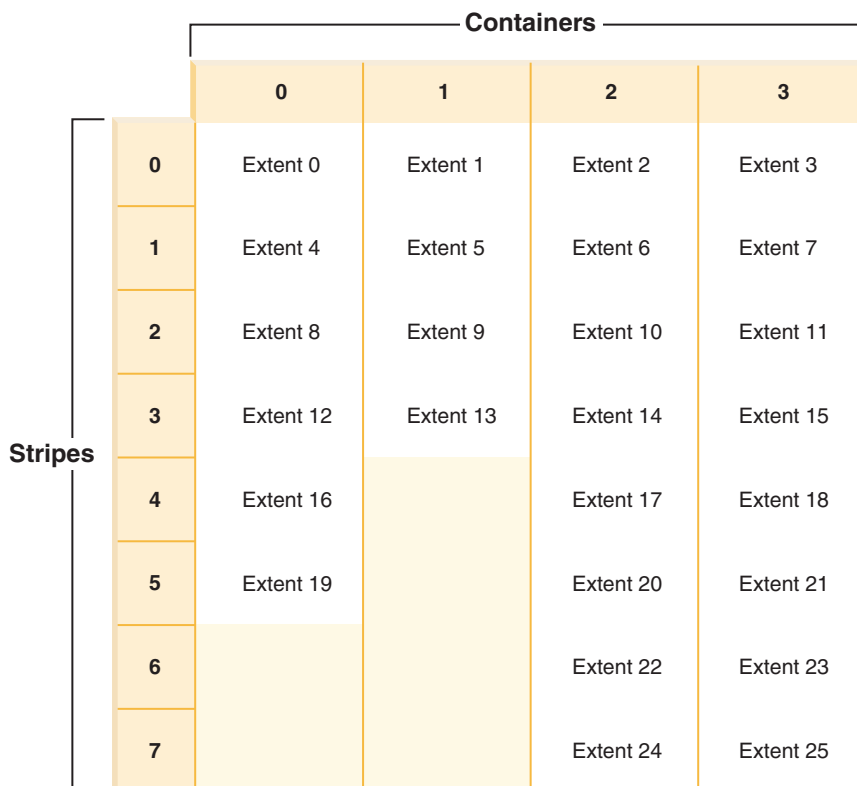 Containers
0 1 2 3
0 Extent 0 Extent 1 Extent 2 Extent 3
1 Extent 4 Extent 5 Extent 6 Extent 7
2 Extent 8 Extent 9 Extent 10 Extent 11
3 Extent 12 Extent 13 Extent 14 Extent 15
Stripes
4 Extent 16 Extent 17 Extent 18
5 Extent 19 Extent 20 Extent 21
6 Extent 22 Extent 23
7 Extent 24 Extent 25